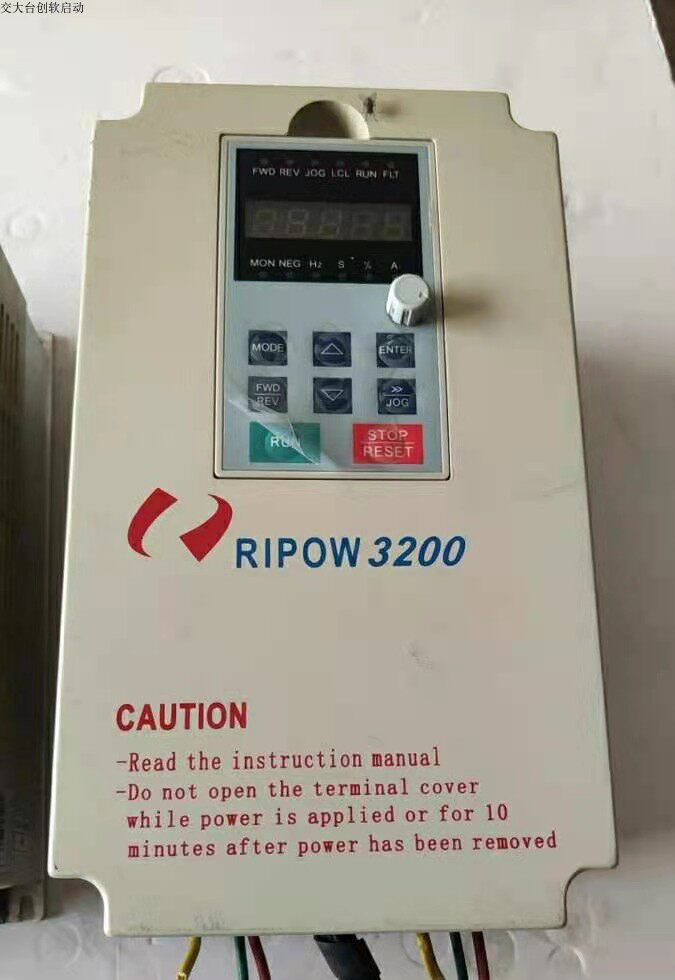 交大台创软启动
FWD REV JOG LCL RUN FLT
MON NEG Hz S % A
MODE
ENTER
FWD
REV
>>
JOG
RUN
STOP
RESET
RIPOW 3200
CAUTION
-Read the instruction manual
-Do not open the terminal cover
while power is applied or for 10
minutes after power has been removed